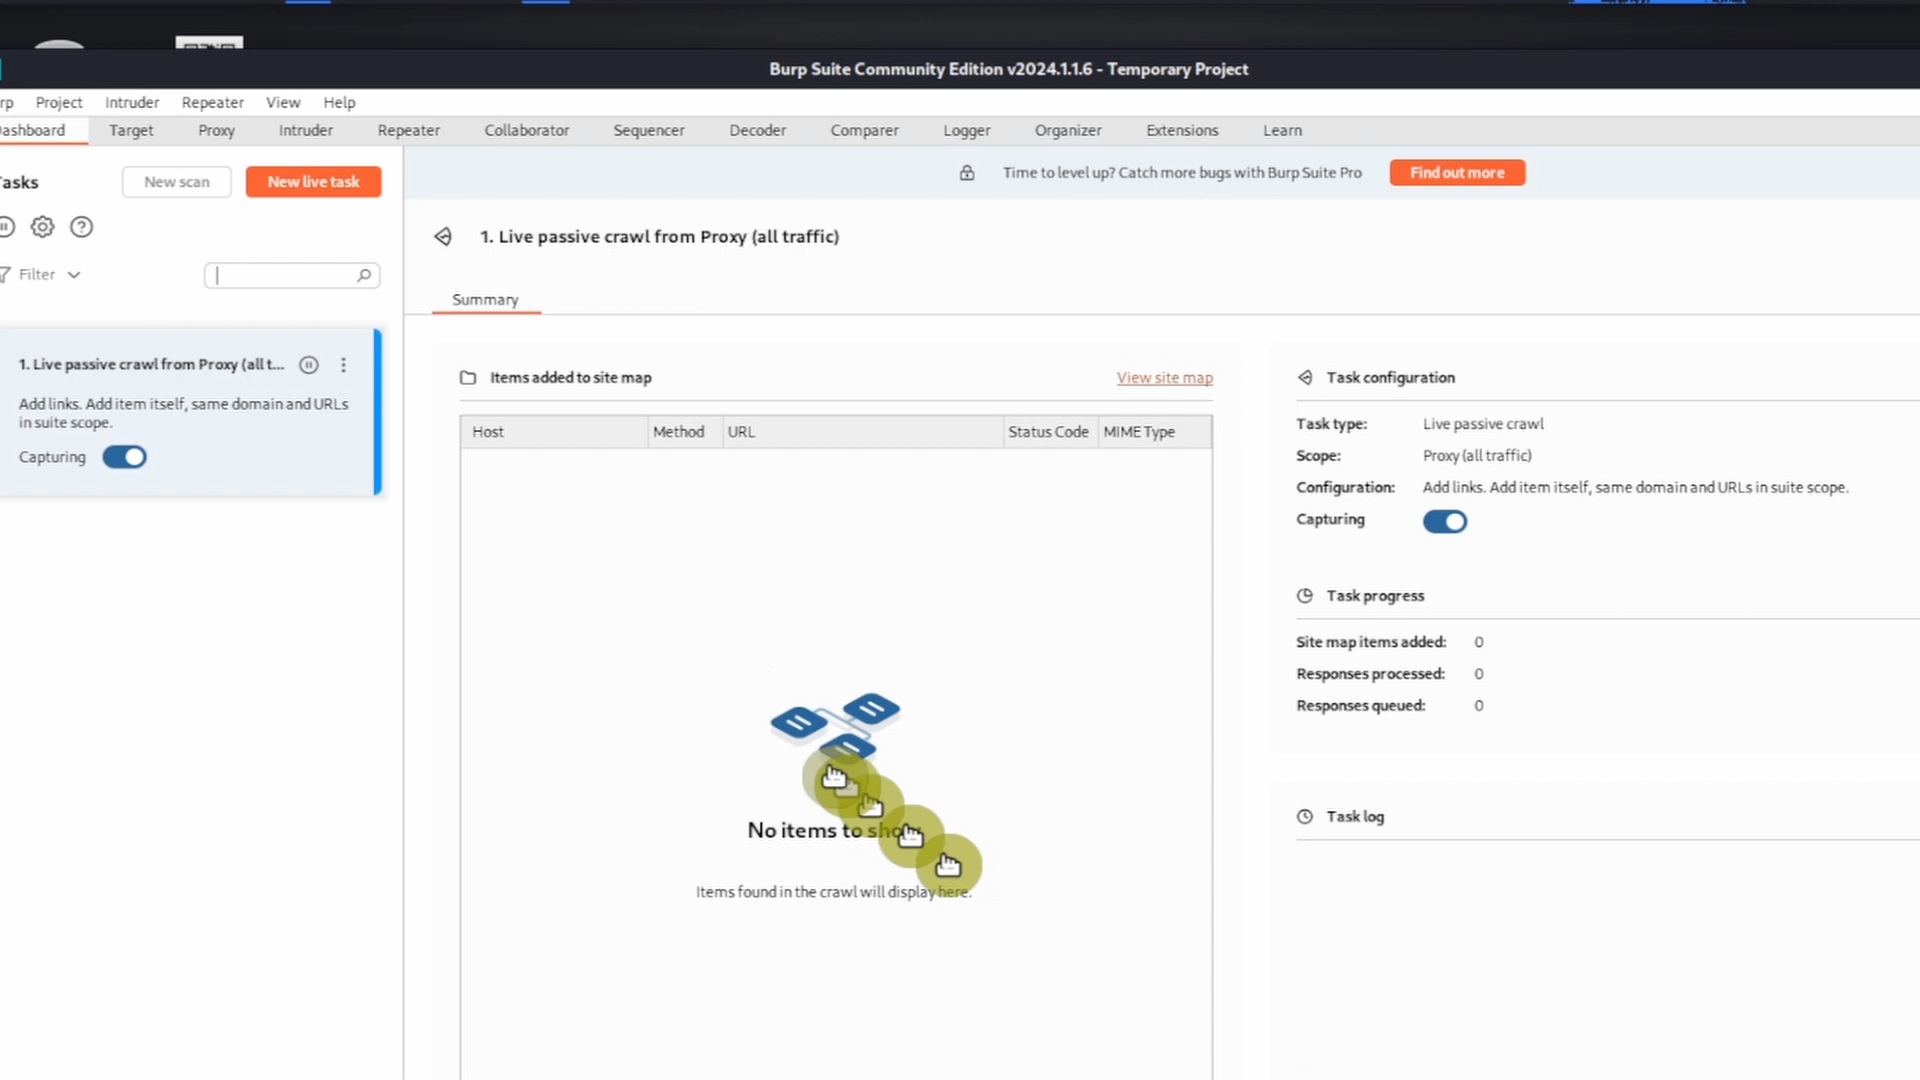 Burp Suite Community Edition v2024.1.1.6 - Temporary Project
rp Project Intruder Repeater View Help
Dashboard Target Proxy Intruder Repeater Collaborator Sequencer Decoder Comparer Logger Organizer Extensions Learn
Tasks New scan New live task
Time to level up? Catch more bugs with Burp Suite Pro Find out more
Filter
1. Live passive crawl from Proxy (all traffic)
Summary
1. Live passive crawl from Proxy (all t...
Add links. Add item itself, same domain and URLs
in suite scope.
Capturing
Items added to site map View site map
Host Method URL Status Code MIME Type
No items to show
Items found in the crawl will display here.
Task configuration
Task type: Live passive crawl
Scope: Proxy (all traffic)
Configuration: Add links. Add item itself, same domain and URLs in suite scope.
Capturing
Task progress
Site map items added: 0
Responses processed: 0
Responses queued: 0
Task log